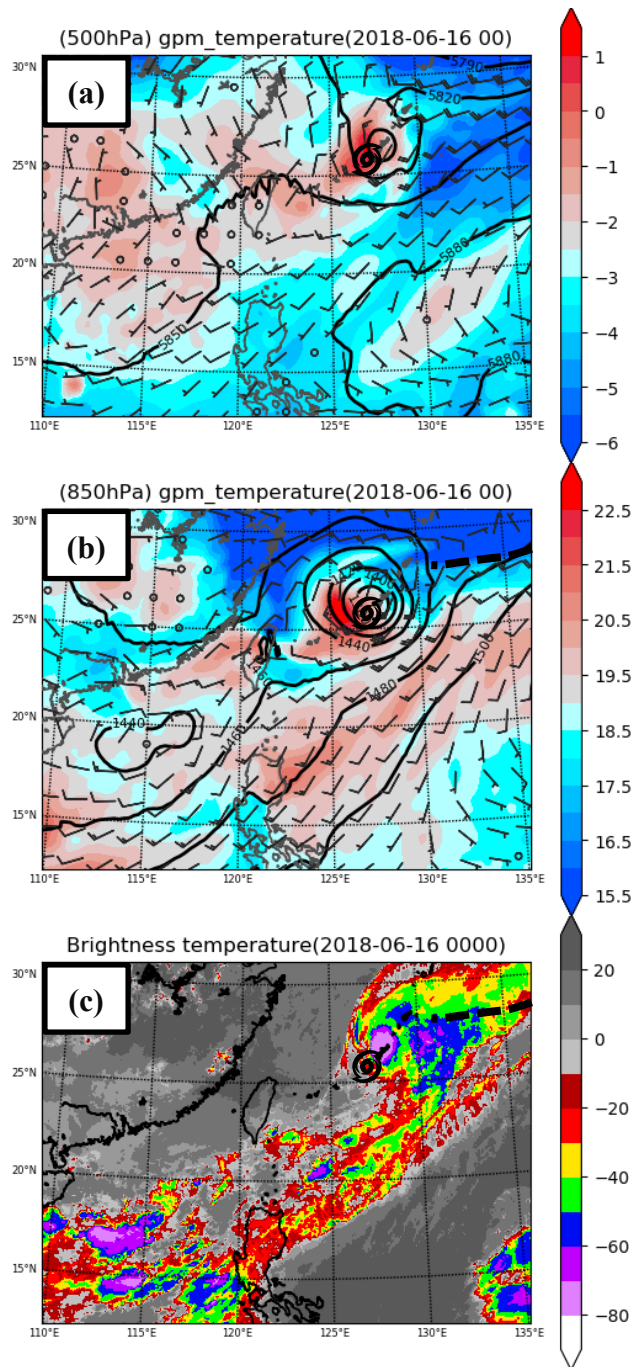 (500hPa) gpm_temperature(2018-06-16 00)
(a)
30°N
25°N
20°N
15°N
110°E
115°E
120°E
125°E
130°E
135°E
5790
5820
5880
5850
5880
1
0
−1
−2
−3
−4
−5
−6
(850hPa) gpm_temperature(2018-06-16 00)
(b)
30°N
25°N
20°N
15°N
110°E
115°E
120°E
125°E
130°E
135°E
1400
1440
1500
1480
1440
1460
22.5
21.5
20.5
19.5
18.5
17.5
16.5
15.5
Brightness temperature(2018-06-16 0000)
(c)
30°N
25°N
20°N
15°N
110°E
115°E
120°E
125°E
130°E
135°E
20
0
−20
−40
−60
−80